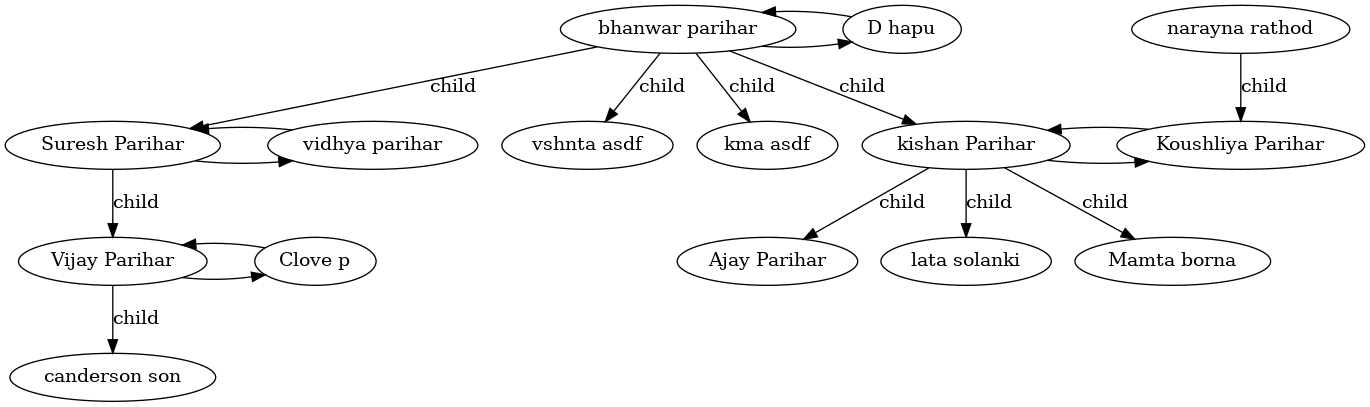 bhanwar parihar
D hapu
narayna rathod
child
child
child
child
child
Suresh Parihar
vidhya parihar
vshnta asdf
kma asdf
kishan Parihar
Koushliya Parihar
child
child
child
child
Vijay Parihar
Clove p
Ajay Parihar
lata solanki
Mamta borna
child
canderson son